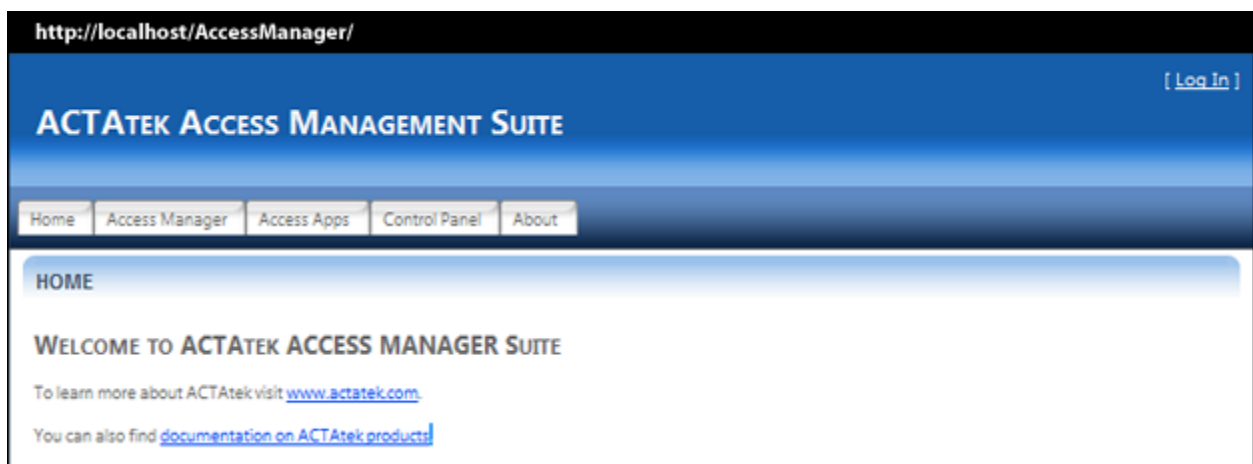 http://localhost/AccessManager/
[ Log In ]
ACTATEK ACCESS MANAGEMENT SUITE
Home Access Manager Access Apps Control Panel About
HOME
WELCOME TO ACTATEK ACCESS MANAGER SUITE
To learn more about ACTAtek visit www.actatek.com.
You can also find documentation on ACTAtek products